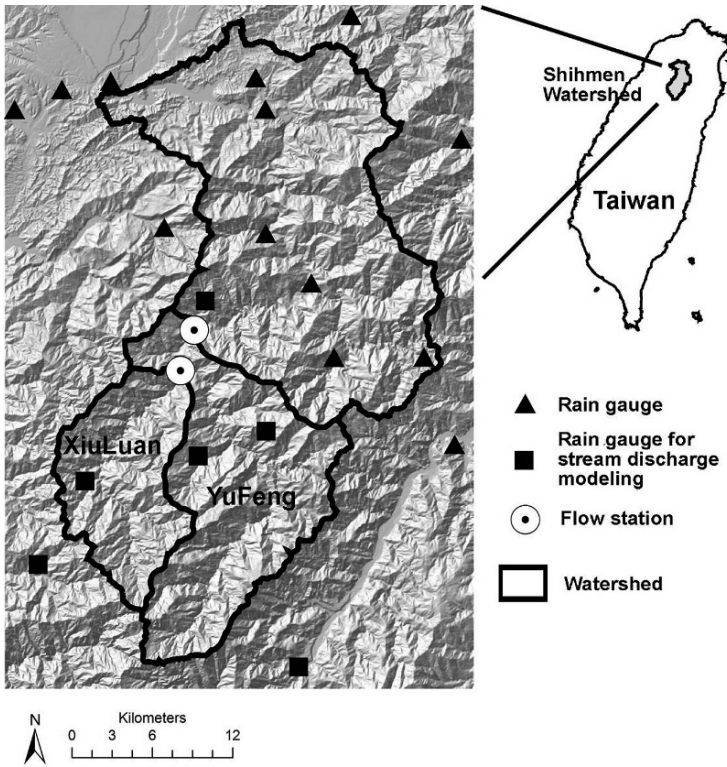 Shihmen
Watershed
Taiwan
XiuLuan
YuFeng
Rain gauge
Rain gauge for
stream discharge
modeling
Flow station
Watershed
N
Kilometers
0 3 6 12